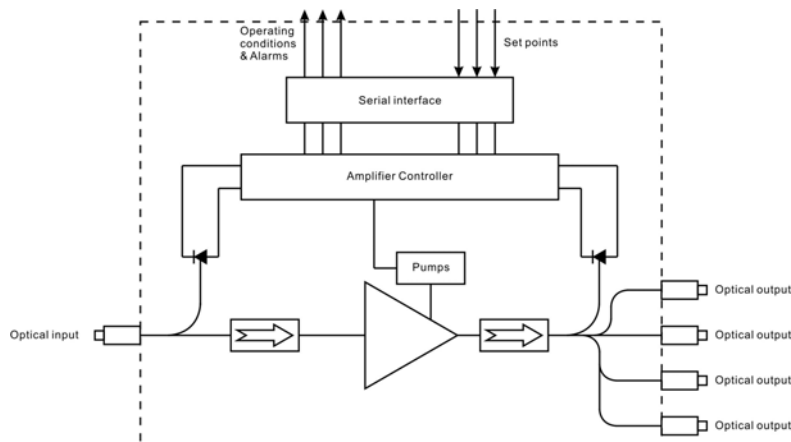 Operating
conditions
& Alarms
Set points
Serial interface
Amplifier Controller
Pumps
Optical input
Optical output
Optical output
Optical output
Optical output